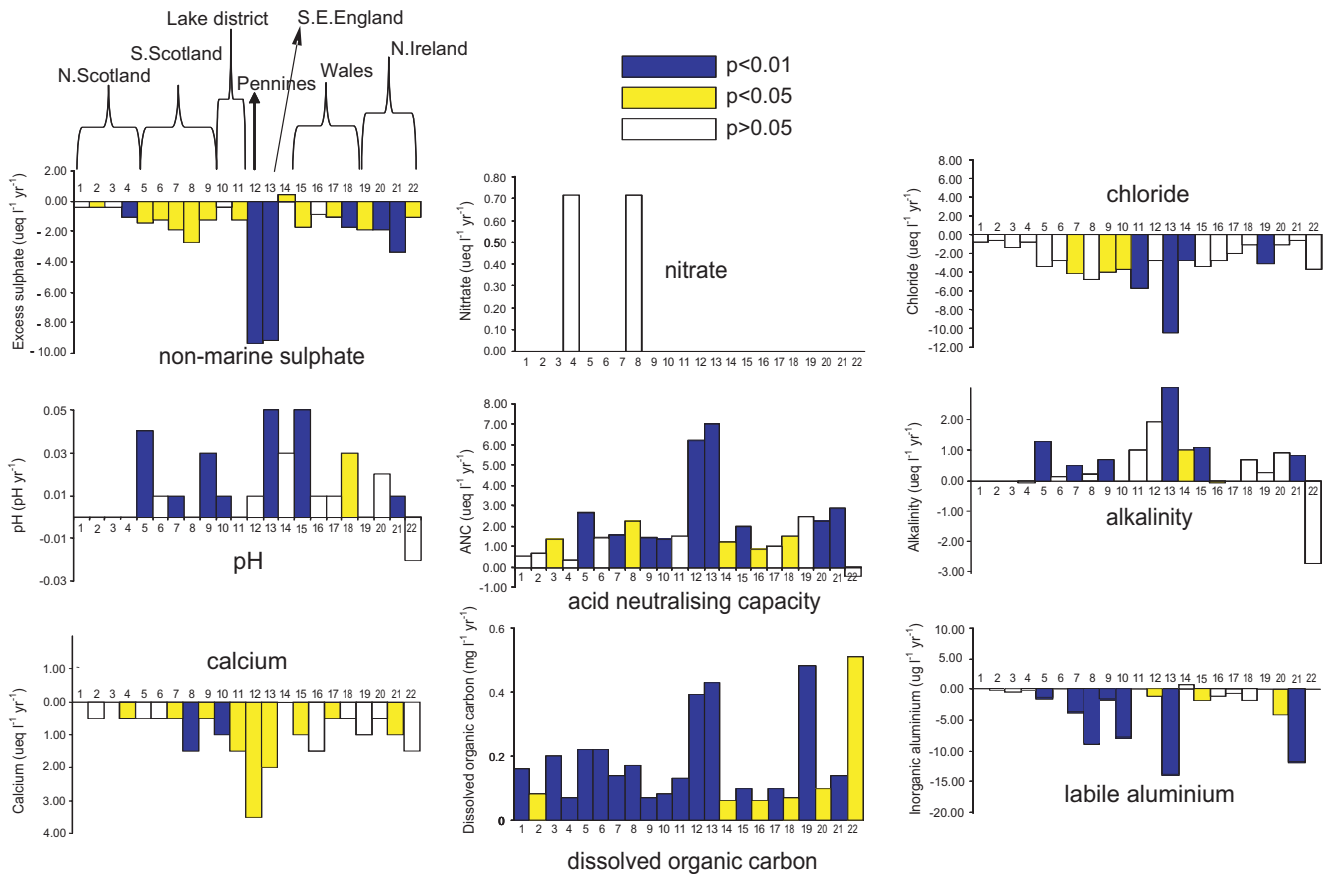 Lake district
S.E.England
S.Scotland
N.Ireland
N.Scotland
Pennines
Wales
p<0.01
p<0.05
p>0.05
2.00
0.00
- 2.00
- 4.00
- 6.00
- 8.00
- 10.00
Excess sulphate (ueq l-1 yr-1)
1 2 3 4 5 6 7 8 9 10 11 12 13 14 15 16 17 18 19 20 21 22
non-marine sulphate
0.80
0.70
0.60
0.50
0.40
0.30
0.20
0.10
0.00
Nitrtate (ueq l-1 yr-1)
nitrate
1 2 3 4 5 6 7 8 9 10 11 12 13 14 15 16 17 18 19 20 21 22
8.00
6.00
4.00
2.00
0.00
-2.00
-4.00
-6.00
-8.00
-10.00
-12.00
Chloride (ueq l-1 yr-1)
chloride
1 2 3 4 5 6 7 8 9 10 11 12 13 14 15 16 17 18 19 20 21 22
0.05
0.03
0.01
-0.01
-0.03
pH (pH yr-1)
1 2 3 4 5 6 7 8 9 10 11 12 13 14 15 16 17 18 19 20 21 22
pH
8.00
7.00
6.00
5.00
4.00
3.00
2.00
1.00
0.00
-1.00
ANC (ueq l-1 yr-1)
1 2 3 4 5 6 7 8 9 10 11 12 13 14 15 16 17 18 19 20 21 22
acid neutralising capacity
2.00
1.00
0.00
-1.00
-2.00
-3.00
Alkalinity (ueq l-1 yr-1)
1 2 3 4 5 6 7 8 9 10 11 12 13 14 15 16 17 18 19 20 21 22
alkalinity
calcium
1.00
0.00
1.00
2.00
3.00
4.00
Calcium (ueq l-1 yr-1)
1 2 3 4 5 6 7 8 9 10 11 12 13 14 15 16 17 18 19 20 21 22
0.6
0.4
0.2
0
Dissolved organic carbon (mg l-1 yr-1)
1 2 3 4 5 6 7 8 9 10 11 12 13 14 15 16 17 18 19 20 21 22
dissolved organic carbon
10.00
5.00
0.00
-5.00
-10.00
-15.00
-20.00
Inorganic aluminium (ug l-1 yr-1)
1 2 3 4 5 6 7 8 9 10 11 12 13 14 15 16 17 18 19 20 21 22
labile aluminium